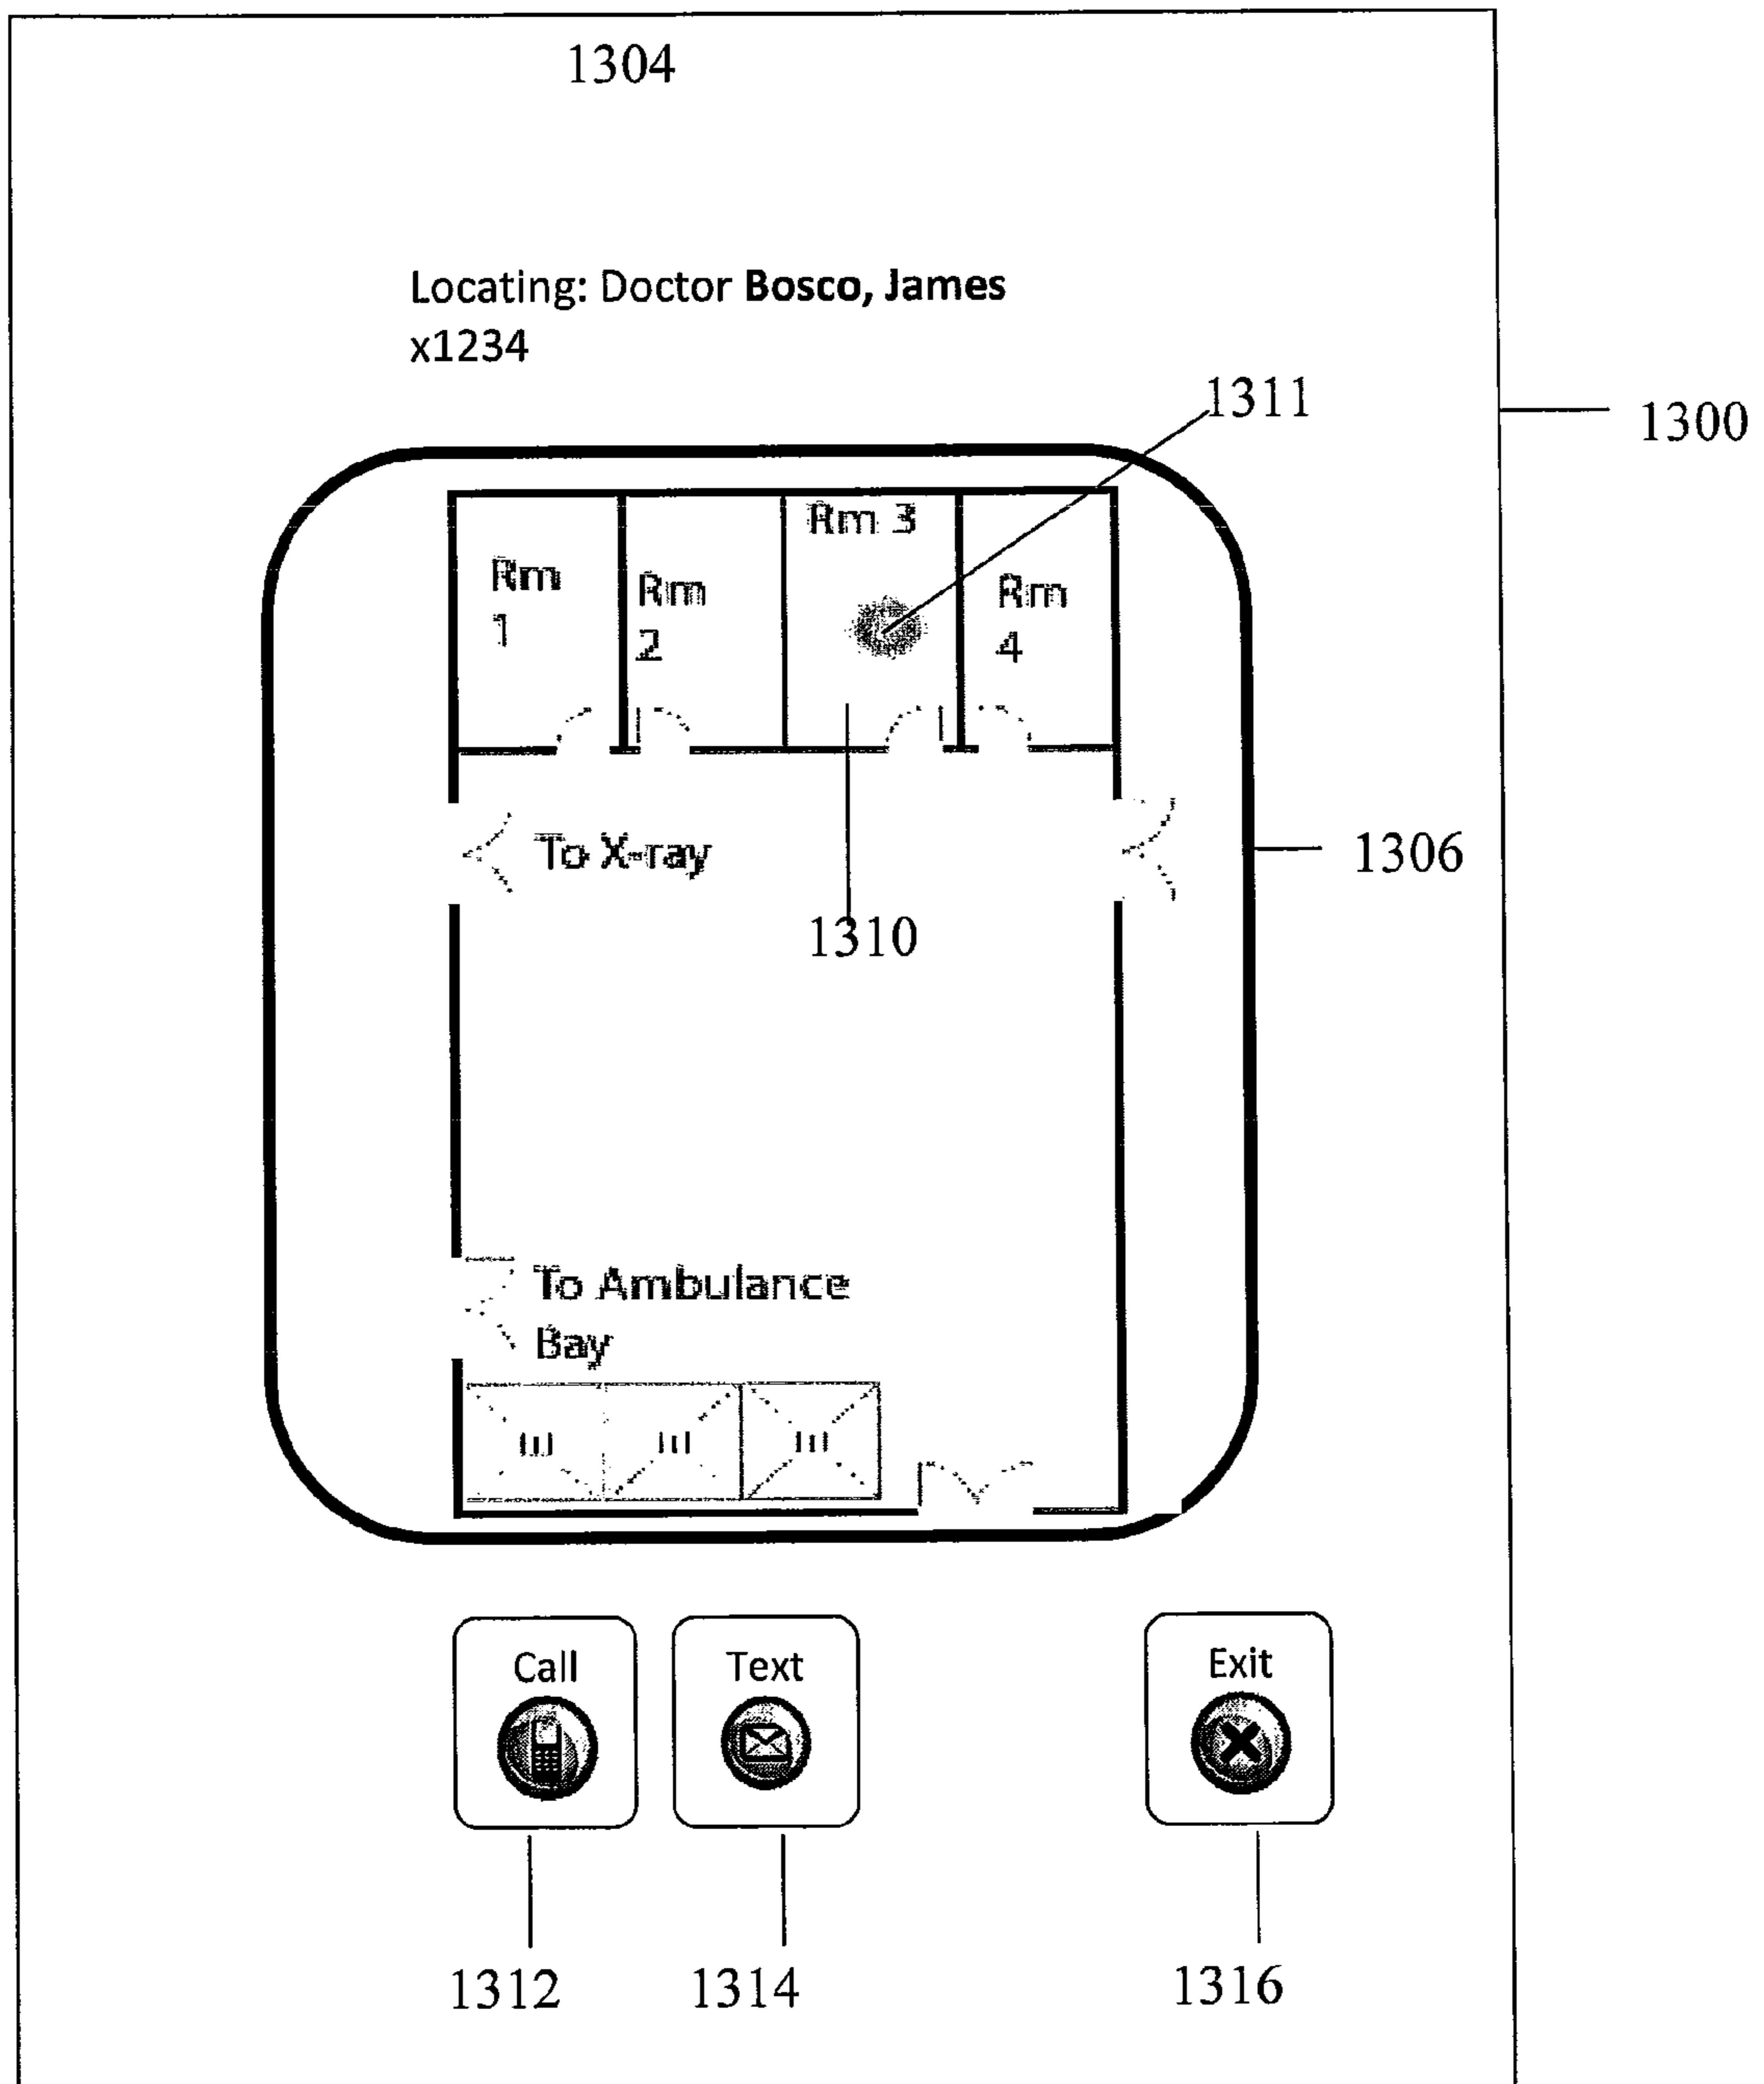 1304
Locating: Doctor Bosco, James
x1234
1311
1300
Rm 3
Rm
1
Rm
2
Rm
4
To X-ray
1306
1310
To Ambulance
Bay
Call
Text
Exit
1312
1314
1316